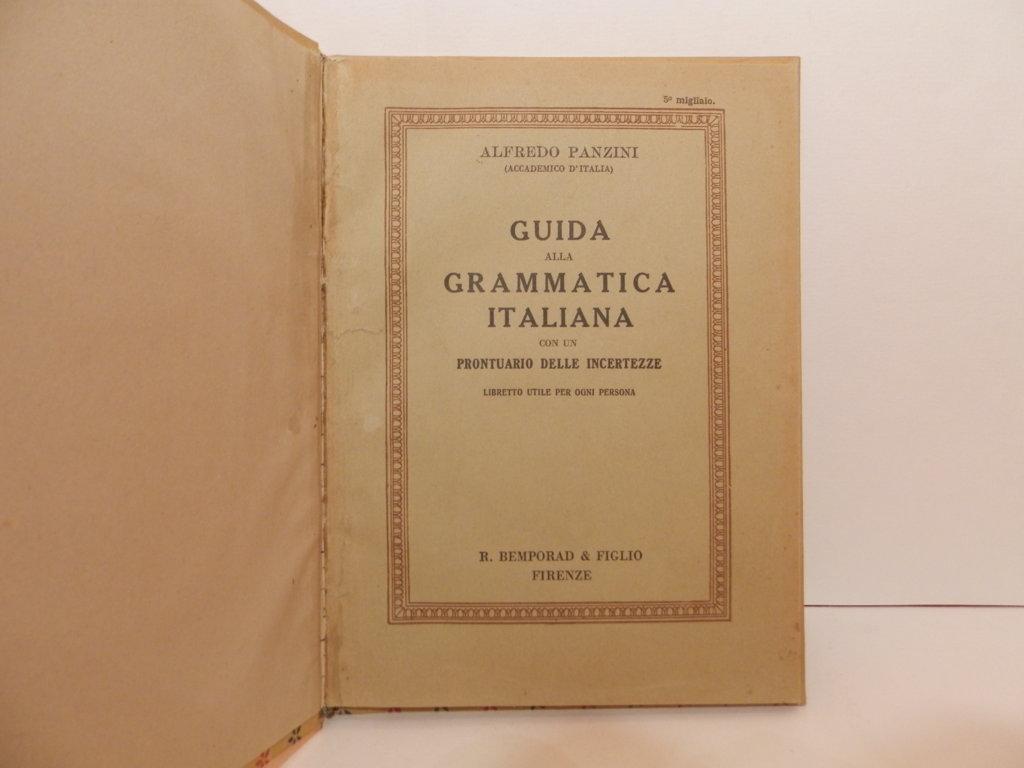 5º migliaio.
ALFREDO PANZINI
(ACCADEMICO D'ITALIA)
GUIDA
ALLA
GRAMMATICA
ITALIANA
CON UN
PRONTUARIO DELLE INCERTEZZE
LIBRETTO UTILE PER OGNI PERSONA
R. BEMPORAD & FIGLIO
FIRENZE